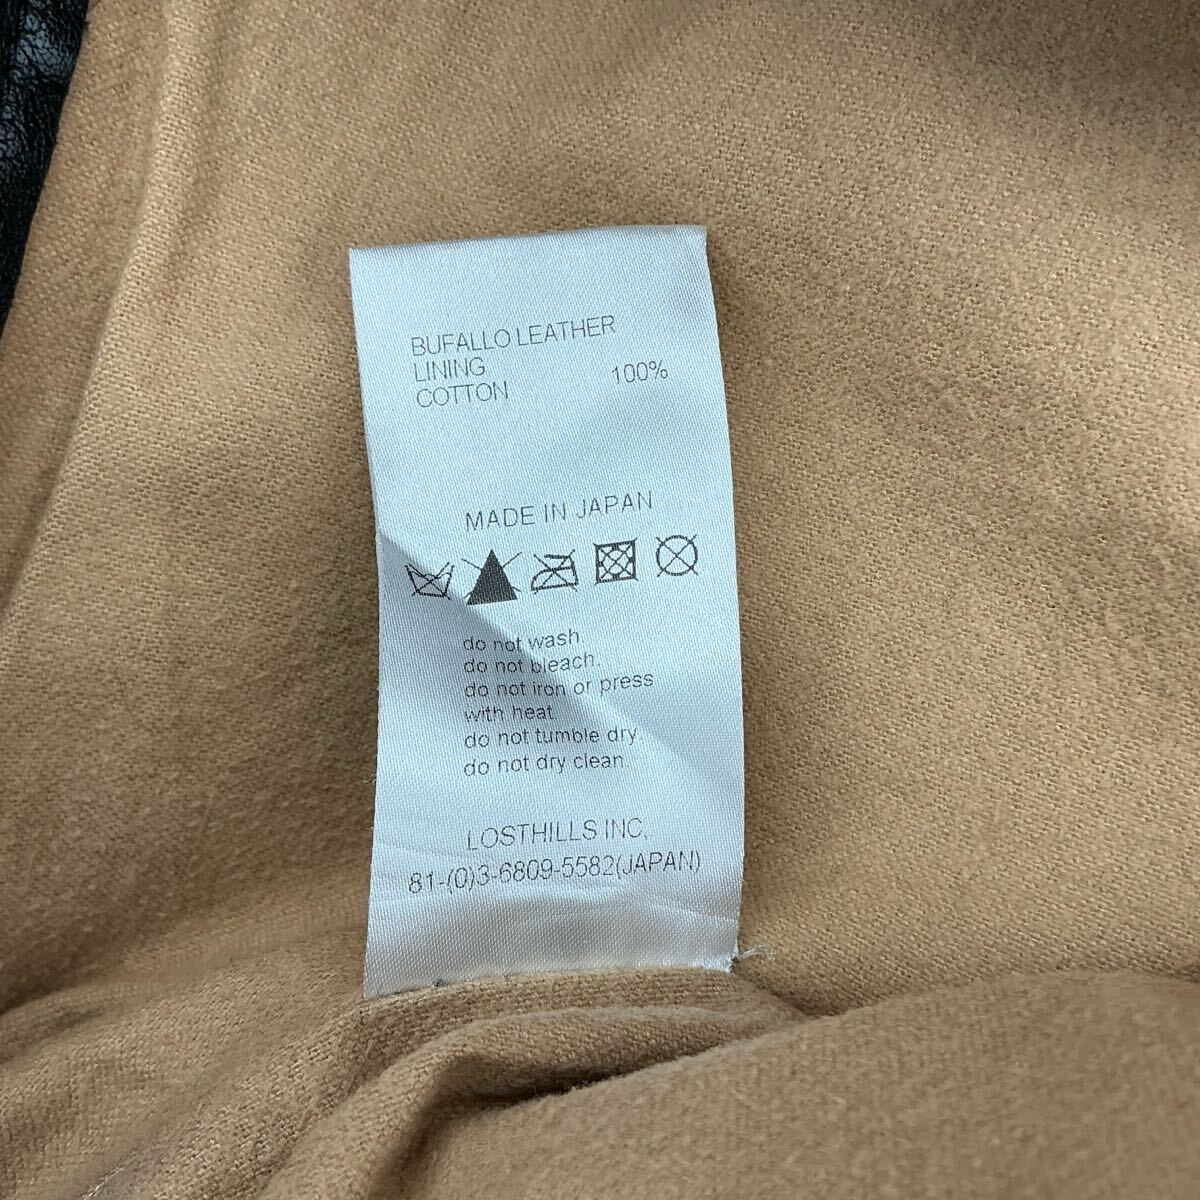 BUFALLO LEATHER
LINING
COTTON 100%
MADE IN JAPAN
do not wash
do not bleach.
do not iron or press
with heat.
do not tumble dry.
do not dry clean.
LOSTHILLS INC,
81-(0)3-6809-5582(JAPAN)